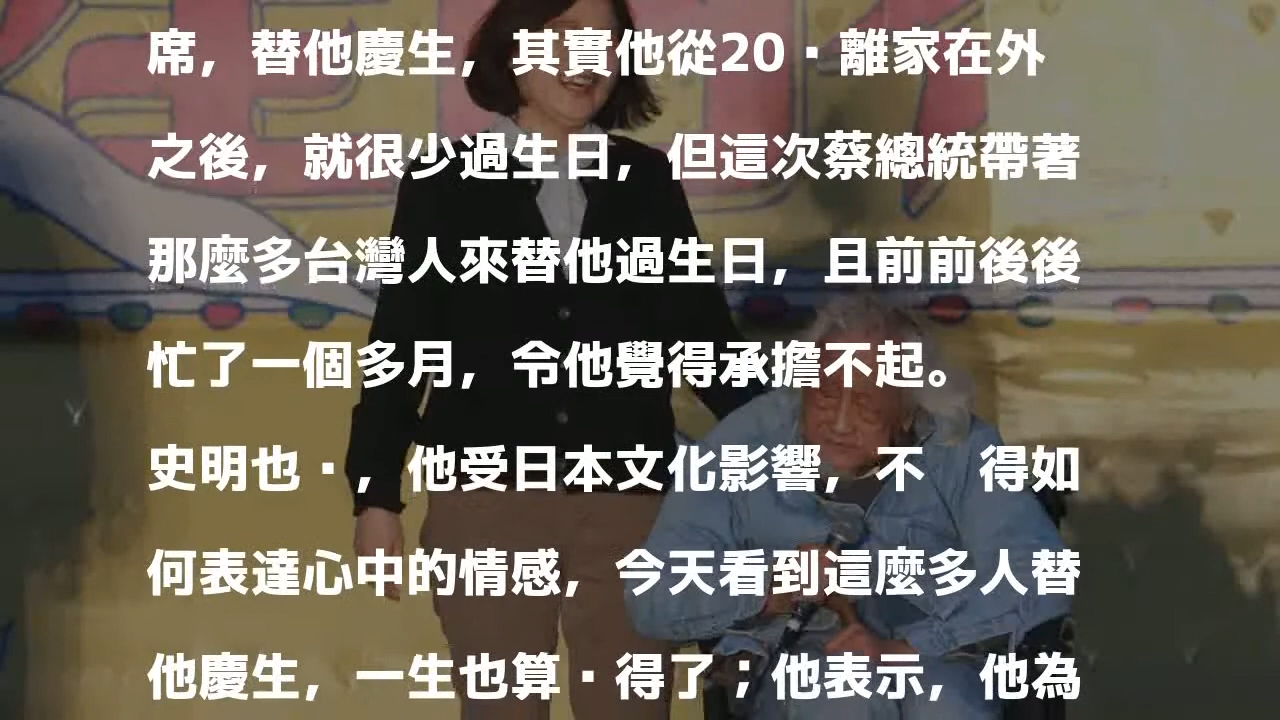 席，替他慶生，其實他從20·離家在外
之後，就很少過生日，但這次蔡總統帶著
那麼多台灣人來替他過生日，且前前後後
忙了一個多月，令他覺得承擔不起。
史明也·，他受日本文化影響，不　得如
何表達心中的情感，今天看到這麼多人替
他慶生，一生也算·得了；他表示，他為